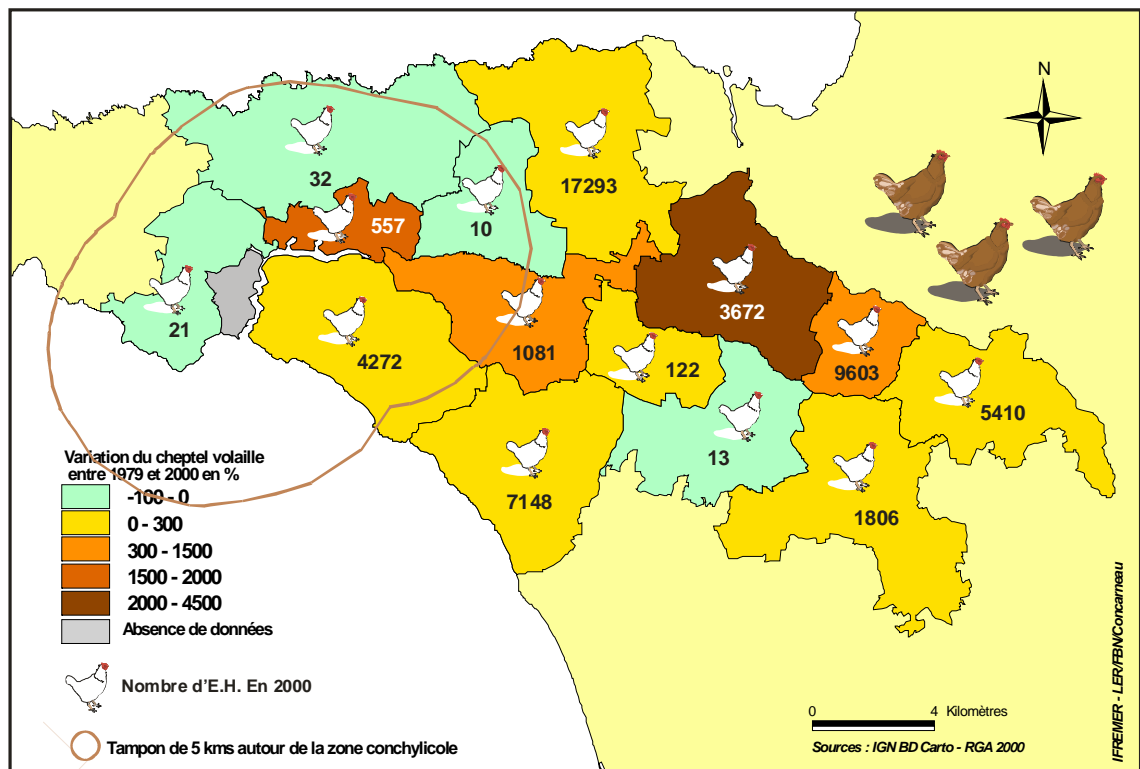 N
32
17293
557
10
21
3672
4272
1081
122
9603
5410
13
7148
1806
Variation du cheptel volaille
entre 1979 et 2000 en %
-100 - 0
0 - 300
300 - 1500
1500 - 2000
2000 - 4500
Absence de données
Nombre d'E.H. En 2000
Tampon de 5 kms autour de la zone conchylicole
0 4 Kilomètres
Sources : IGN BD Carto - RGA 2000
IFREMER - LER/FBN/Concarneau